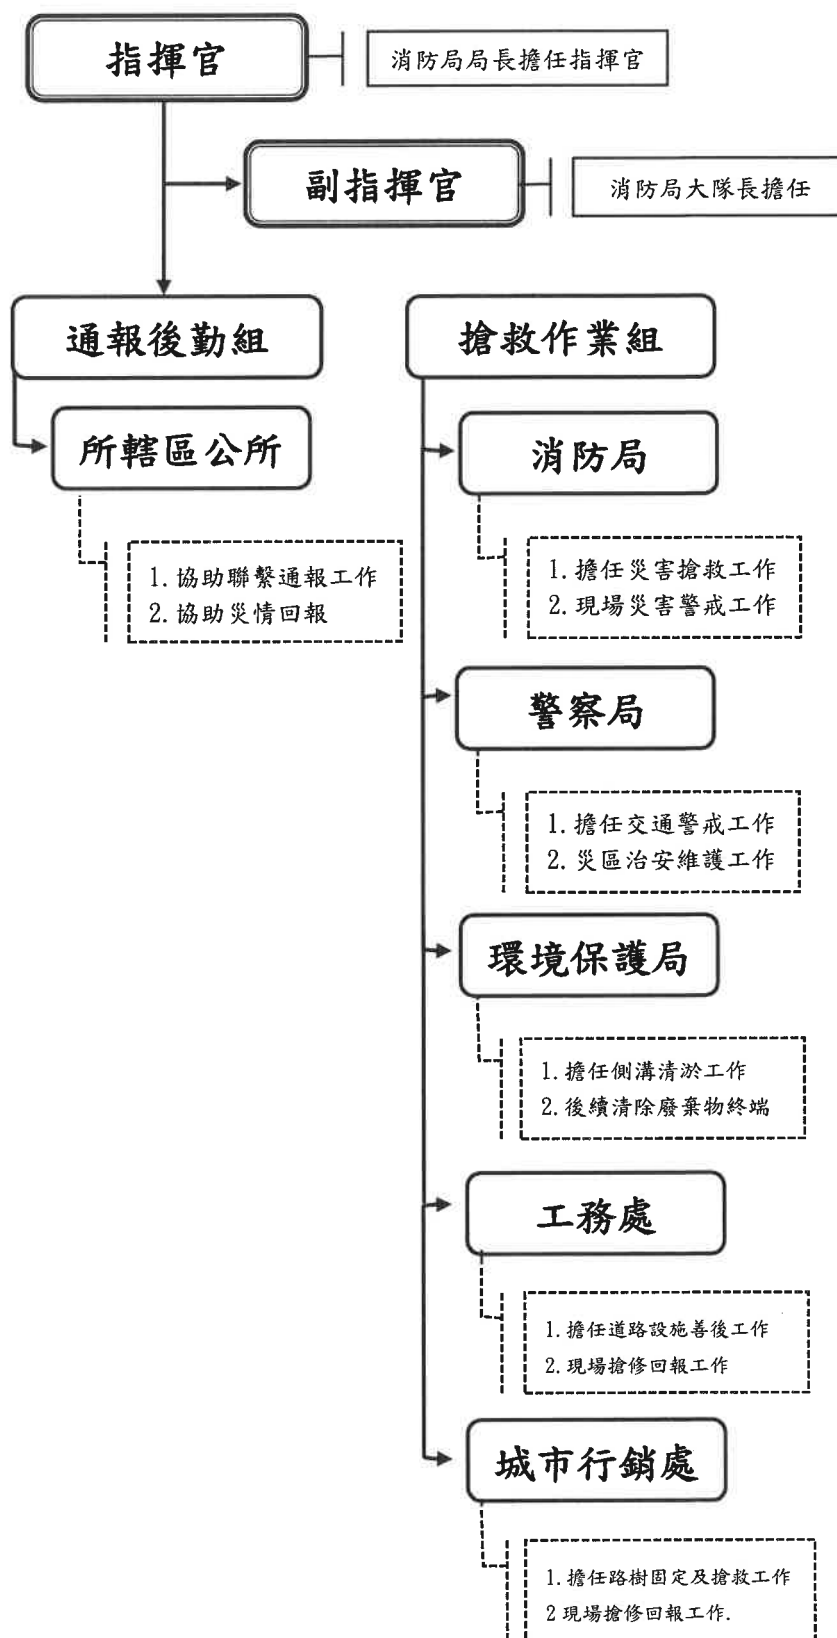 指揮官
消防局局長擔任指揮官
副指揮官
消防局大隊長擔任
通報後勤組
搶救作業組
所轄區公所
消防局
1. 協助聯繫通報工作
2. 協助災情回報
1. 擔任災害搶救工作
2. 現場災害警戒工作
警察局
1. 擔任交通警戒工作
2. 災區治安維護工作
環境保護局
1. 擔任側溝清淤工作
2. 後續清除廢棄物終端
工務處
1. 擔任道路設施善後工作
2. 現場搶修回報工作
城市行銷處
1. 擔任路樹固定及搶救工作
2 現場搶修回報工作.